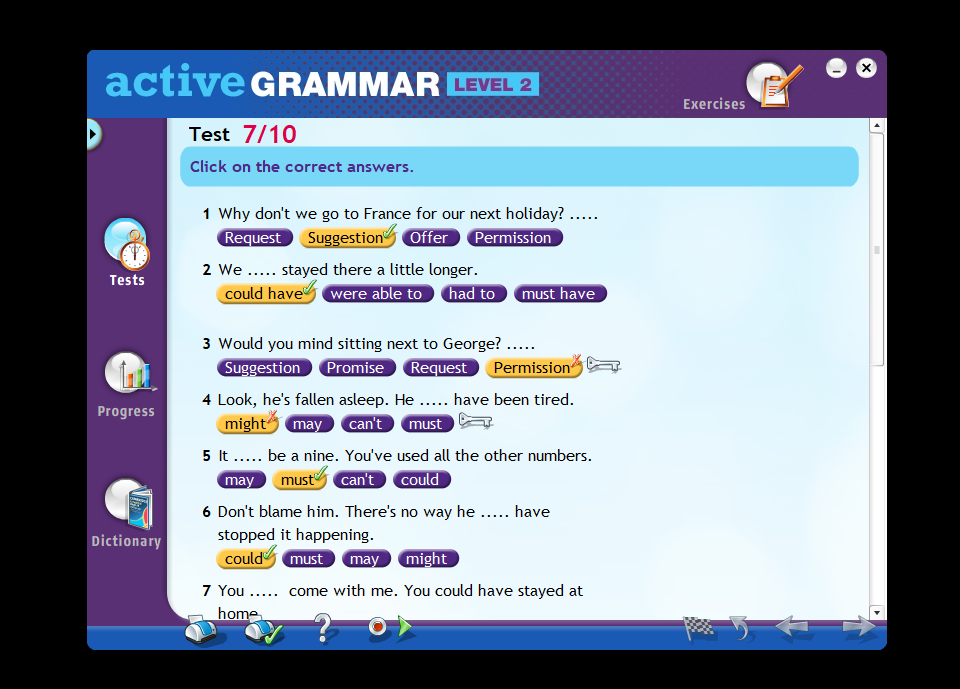 active GRAMMAR LEVEL 2
Exercises
Test 7/10
Click on the correct answers.
1 Why don't we go to France for our next holiday? .....
Request Suggestion Offer Permission
2 We ..... stayed there a little longer.
could have were able to had to must have
3 Would you mind sitting next to George? .....
Suggestion Promise Request Permission
4 Look, he's fallen asleep. He ..... have been tired.
might may can't must
5 It ..... be a nine. You've used all the other numbers.
may must can't could
6 Don't blame him. There's no way he ..... have
stopped it happening.
could must may might
7 You ..... come with me. You could have stayed at
home.
Tests
Progress
Dictionary